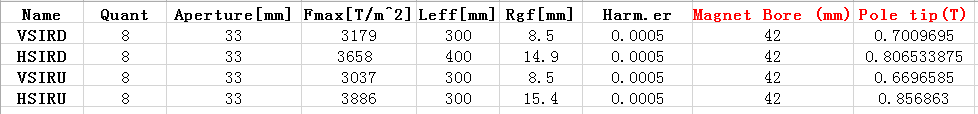 Name Quant Aperture[mm] Fmax[T/m^2] Leff[mm] Rgf[mm] Harm.er Magnet Bore (mm) Pole tip(T)
VSIRD 8 33 3179 300 8.5 0.0005 42 0.7009695
HSIRD 8 33 3658 400 14.9 0.0005 42 0.806533875
VSIRU 8 33 3037 300 8.5 0.0005 42 0.6696585
HSIRU 8 33 3886 300 15.4 0.0005 42 0.856863